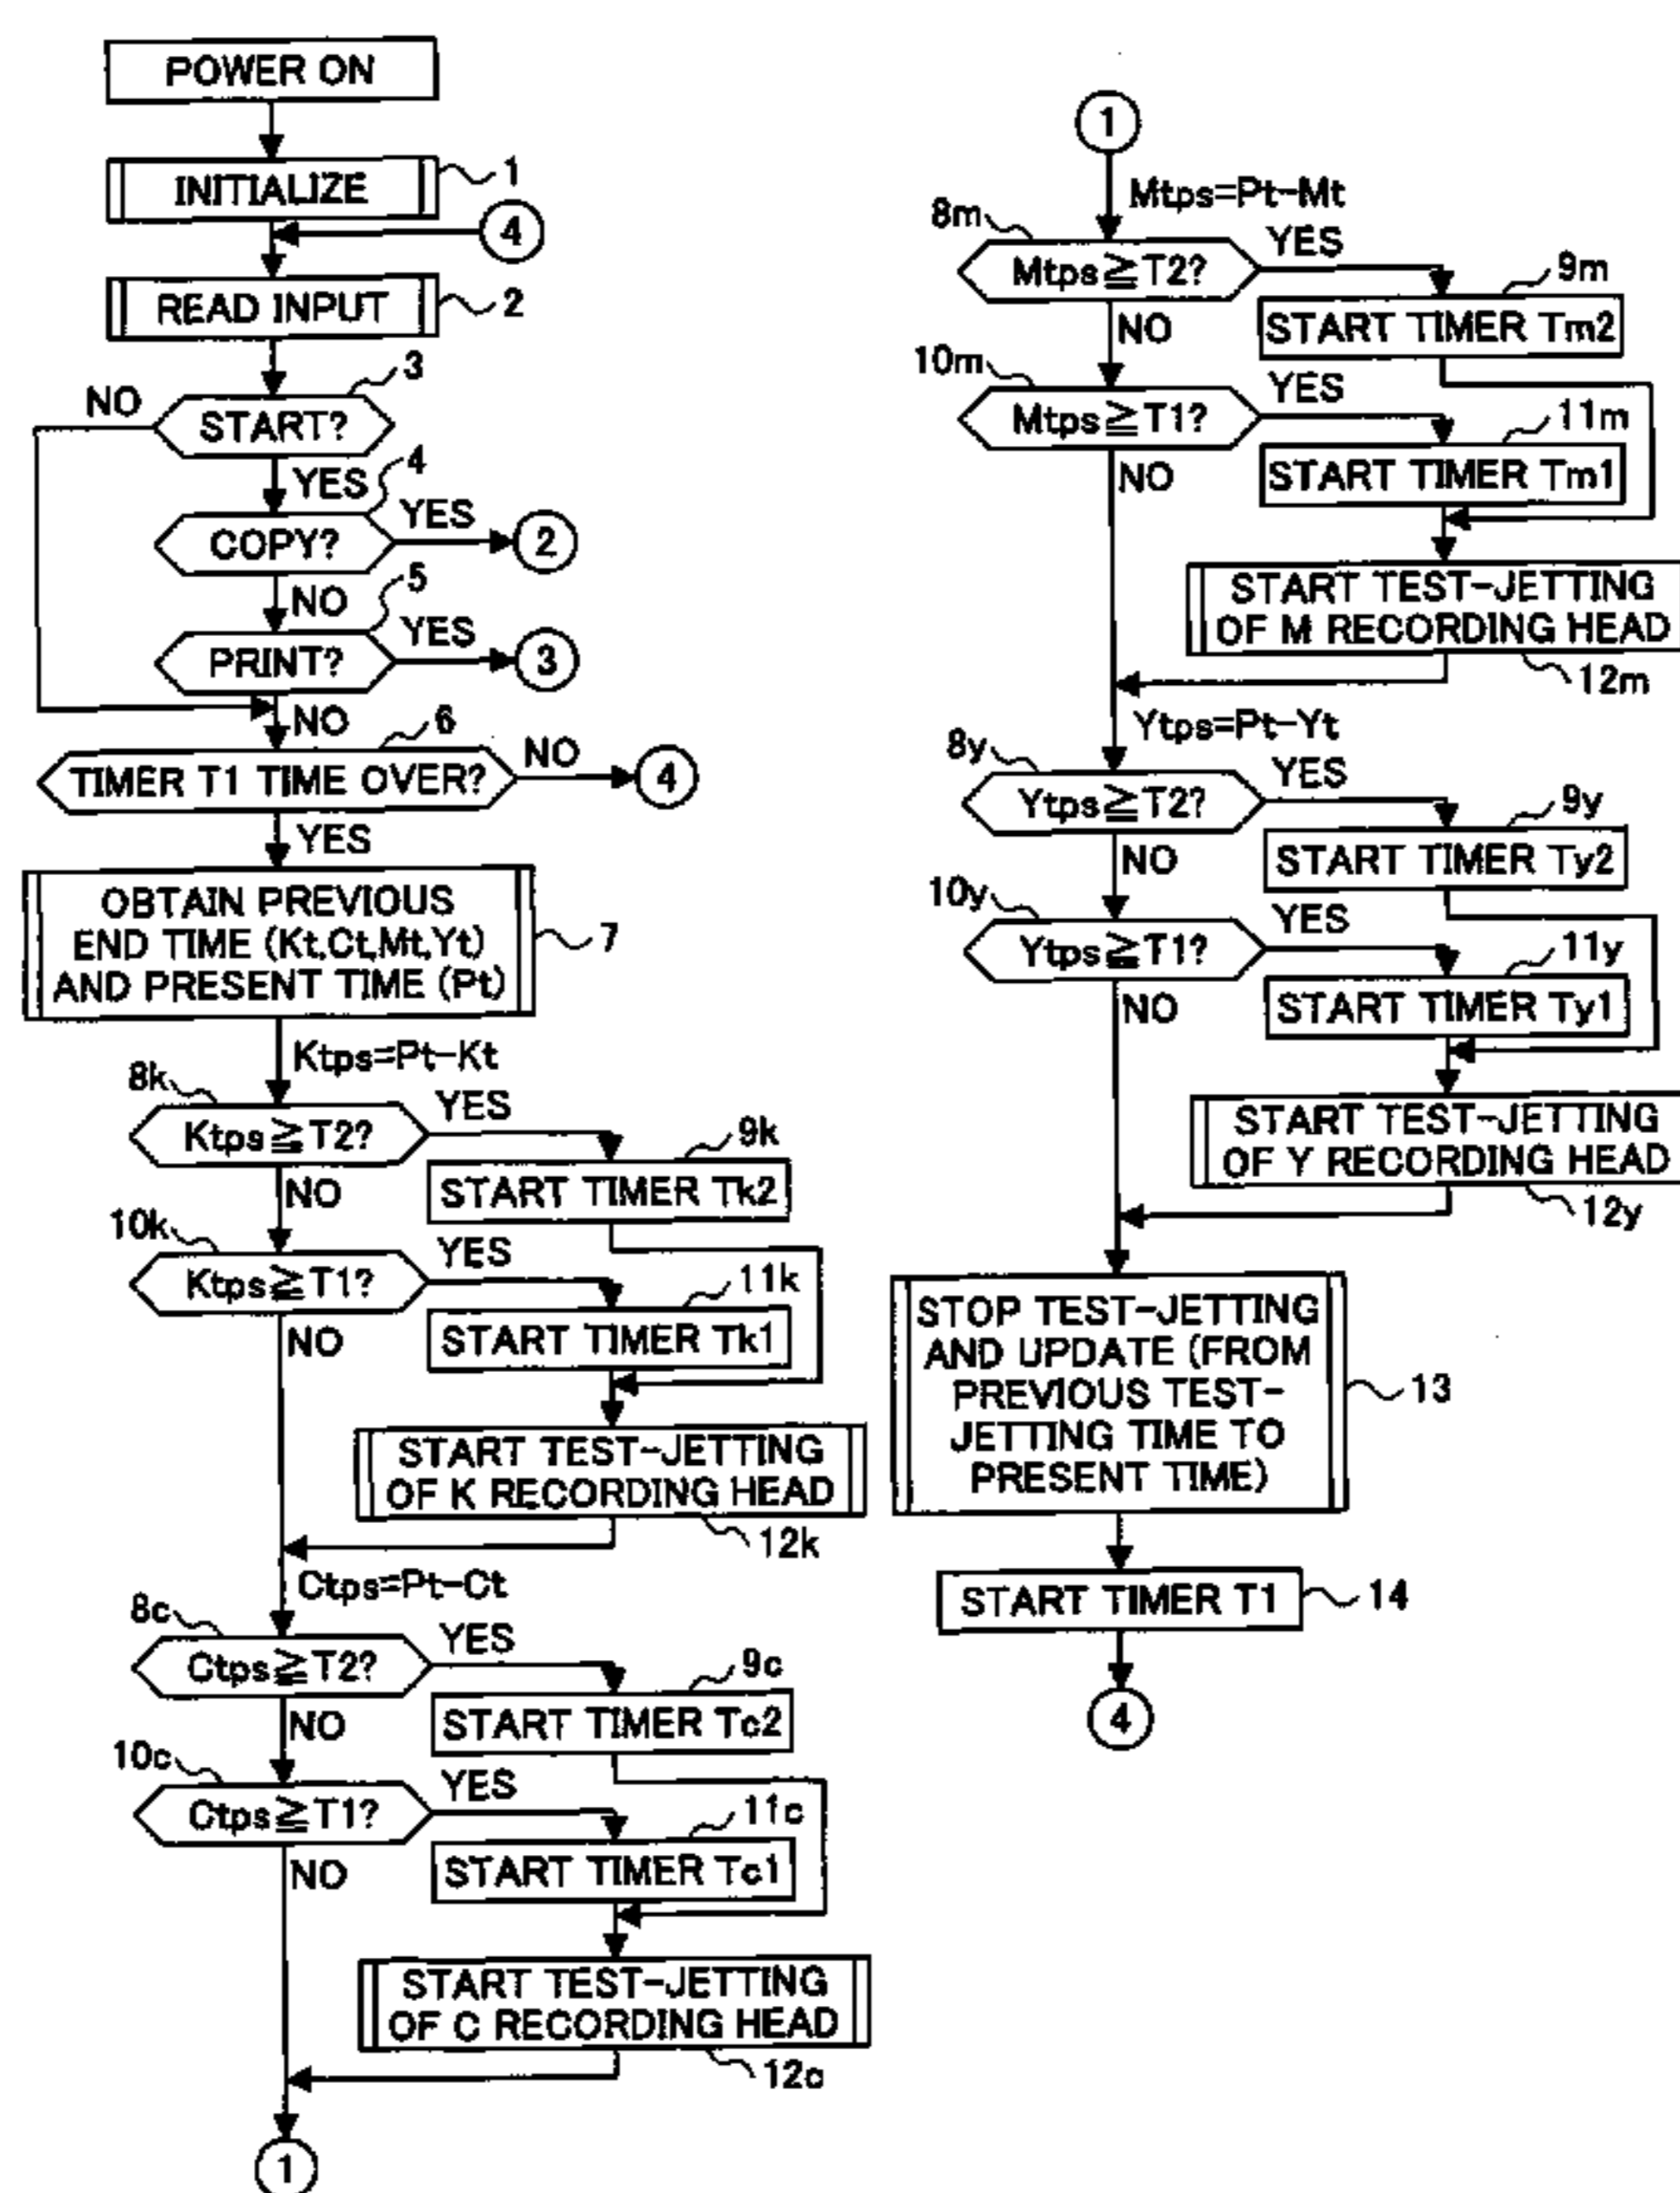 POWER ON
INITIALIZE
1
4
READ INPUT
2
3
NO
START?
YES
4
COPY?
YES
2
NO
5
PRINT?
YES
3
NO
6
TIMER T1 TIME OVER?
NO
4
YES
OBTAIN PREVIOUS
END TIME (Kt,Ct,Mt,Yt)
AND PRESENT TIME (Pt)
7
Ktps=Pt-Kt
8k
Ktps≧T2?
YES
9k
START TIMER Tk2
NO
10k
Ktps≧T1?
YES
11k
START TIMER Tk1
NO
START TEST-JETTING
OF K RECORDING HEAD
12k
Ctps=Pt-Ct
8c
Ctps≧T2?
YES
9c
START TIMER Tc2
NO
10c
Ctps≧T1?
YES
11c
START TIMER Tc1
NO
START TEST-JETTING
OF C RECORDING HEAD
12c
1
1
Mtps=Pt-Mt
8m
Mtps≧T2?
YES
9m
START TIMER Tm2
NO
10m
Mtps≧T1?
YES
11m
START TIMER Tm1
NO
START TEST-JETTING
OF M RECORDING HEAD
12m
Ytps=Pt-Yt
8y
Ytps≧T2?
YES
9y
START TIMER Ty2
NO
10y
Ytps≧T1?
YES
11y
START TIMER Ty1
NO
START TEST-JETTING
OF Y RECORDING HEAD
12y
STOP TEST-JETTING
AND UPDATE (FROM
PREVIOUS TEST-
JETTING TIME TO
PRESENT TIME)
13
START TIMER T1
14
4